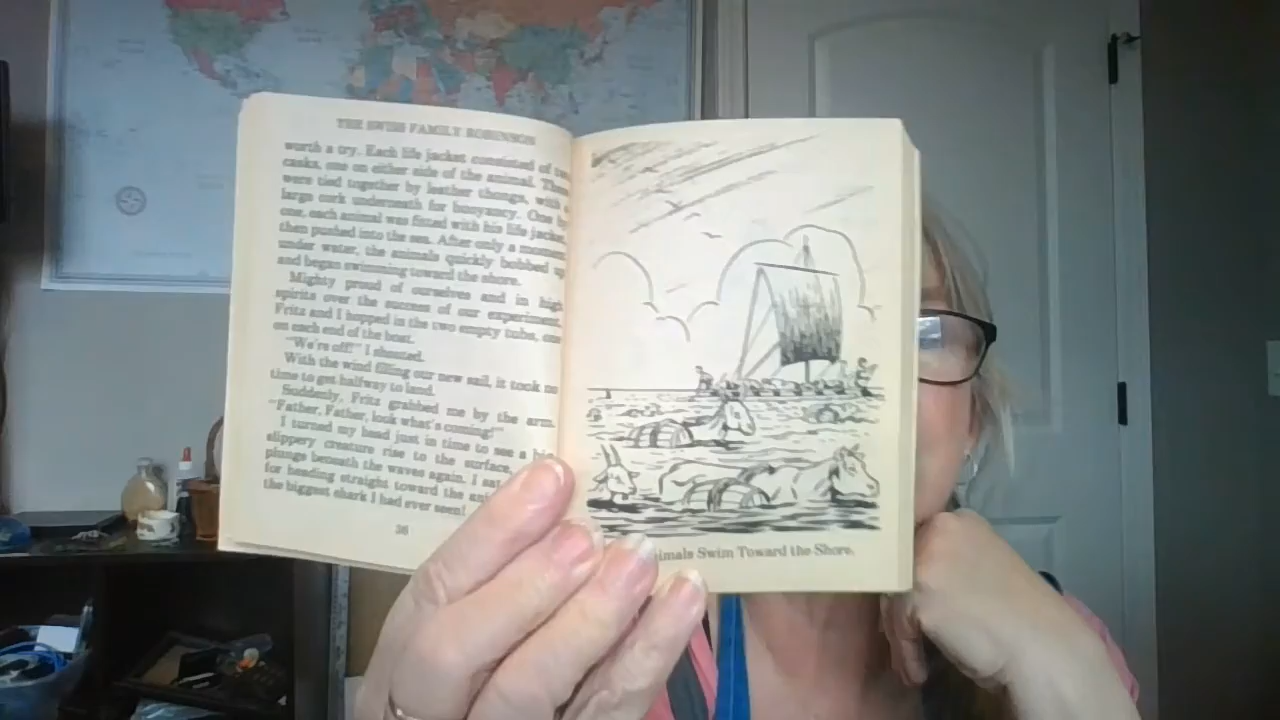 THE SWISS FAMILY ROBINSON
worth a try. Each life jacket consisted of
casks, one on either side of the animal. These
were tied together by leather thongs, with a
large cork underneath for buoyancy. One by
one, each animal was fitted with his life jacket,
then pushed into the sea. After only a moment
under water, the animals quickly bobbed up
and began swimming toward the shore.
Mighty proud of ourselves and in high
spirits over the success of our experiment,
Fritz and I hopped in the two empty tubs, one
on each end of the boat.
"We're off!" I shouted.
With the wind filling our new sail, it took no
time to get halfway to land.
Suddenly, Fritz grabbed me by the arm.
"Father, Father, look what's coming!"
I turned my head just in time to see a big
slippery creature rise to the surface,
plunge beneath the waves again. I
for heading straight toward the
the biggest shark I had ever seen!
36
Swim Toward the Shore.